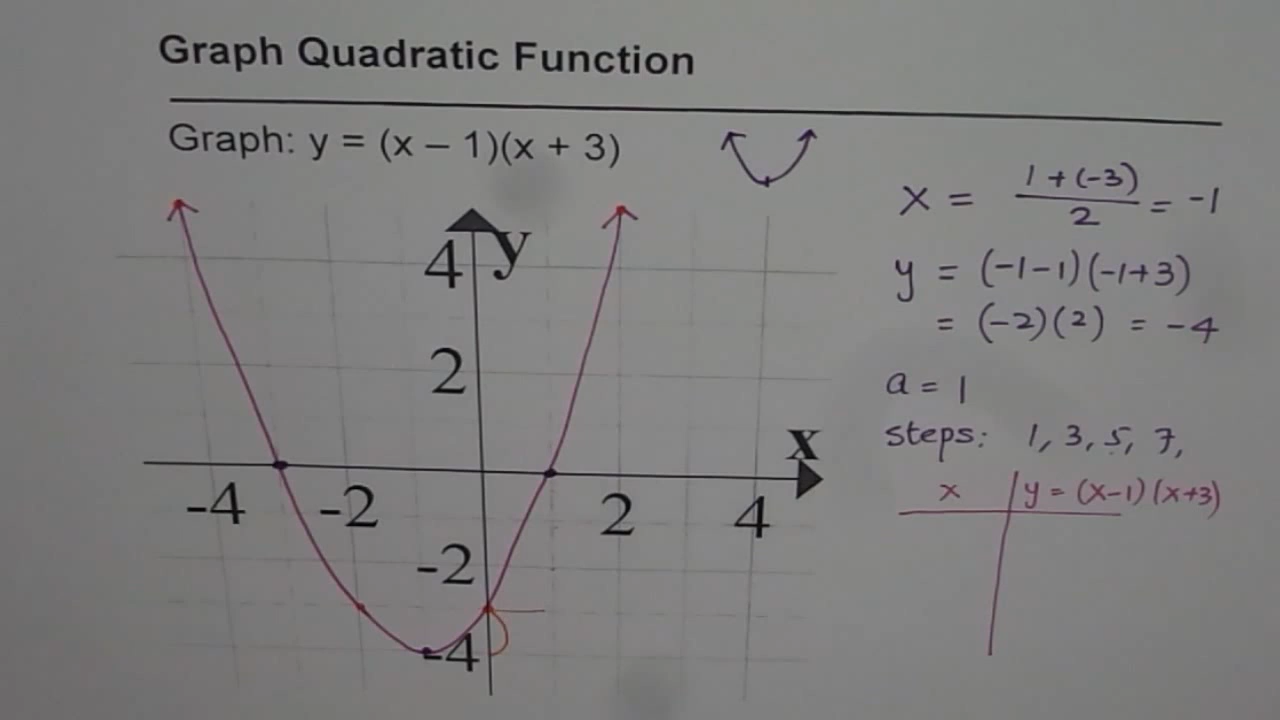 Graph Quadratic Function
Graph: y = (x – 1)(x + 3)
x = 1 + (-3) / 2 = -1
y = (-1-1)(-1+3)
= (-2)(2) = -4
a = 1
steps: 1, 3, 5, 7,
x | y = (x-1)(x+3)
4 y
2
x
-4 -2 2 4
-2
-4